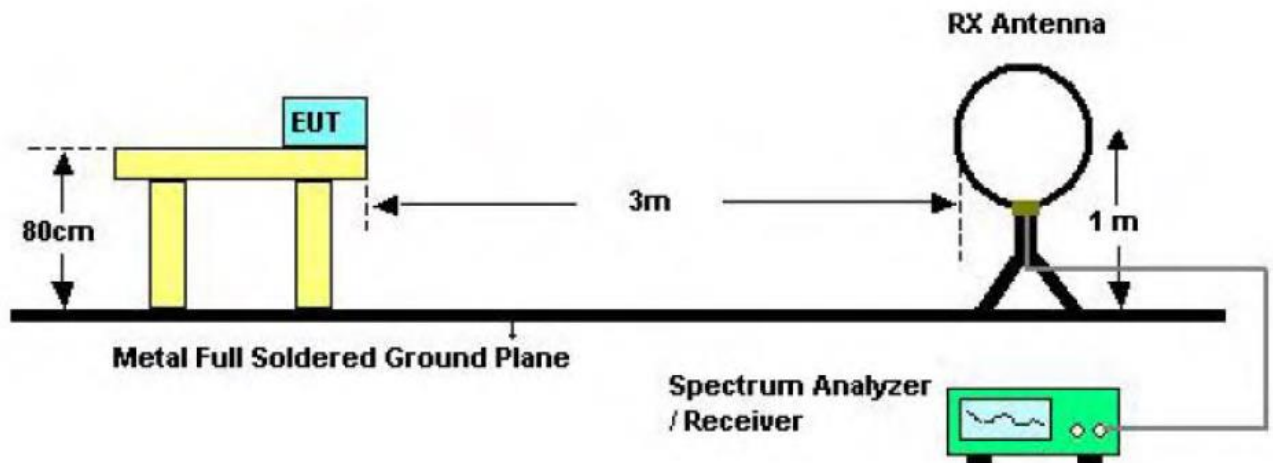 RX Antenna
EUT
80cm
3m
1 m
Metal Full Soldered Ground Plane
Spectrum Analyzer
/ Receiver